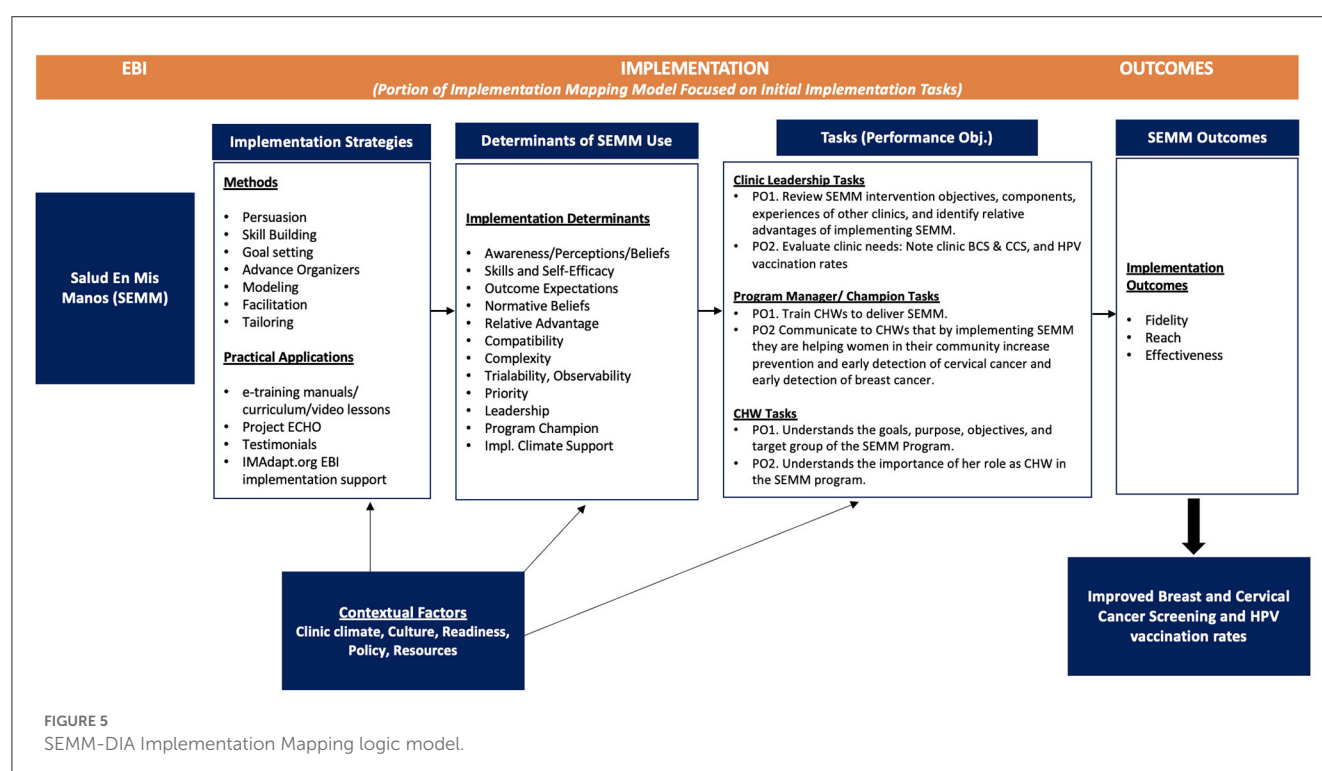 EBI
IMPLEMENTATION
OUTCOMES
(Portion of Implementation Mapping Model Focused on Initial Implementation Tasks)
Salud En Mis
Manos (SEMM)
Implementation Strategies
Methods
• Persuasion
• Skill Building
• Goal setting
• Advance Organizers
• Modeling
• Facilitation
• Tailoring
Practical Applications
• e-training manuals/
curriculum/video lessons
• Project ECHO
• Testimonials
• IMAdapt.org EBI
implementation support
Determinants of SEMM Use
Implementation Determinants
• Awareness/Perceptions/Beliefs
• Skills and Self-Efficacy
• Outcome Expectations
• Normative Beliefs
• Relative Advantage
• Compatibility
• Complexity
• Trialability, Observability
• Priority
• Leadership
• Program Champion
• Impl. Climate Support
Tasks (Performance Obj.)
Clinic Leadership Tasks
• PO1. Review SEMM intervention objectives, components,
experiences of other clinics, and identify relative
advantages of implementing SEMM.
• PO2. Evaluate clinic needs: Note clinic BCS & CCS, and HPV
vaccination rates
Program Manager/ Champion Tasks
• PO1. Train CHWs to deliver SEMM.
• PO2 Communicate to CHWs that by implementing SEMM
they are helping women in their community increase
prevention and early detection of cervical cancer and
early detection of breast cancer.
CHW Tasks
• PO1. Understands the goals, purpose, objectives, and
target group of the SEMM Program.
• PO2. Understands the importance of her role as CHW in
the SEMM program.
SEMM Outcomes
Implementation
Outcomes
• Fidelity
• Reach
• Effectiveness
Contextual Factors
Clinic climate, Culture, Readiness,
Policy, Resources
Improved Breast and Cervical
Cancer Screening and HPV
vaccination rates
FIGURE 5
SEMM-DIA Implementation Mapping logic model.